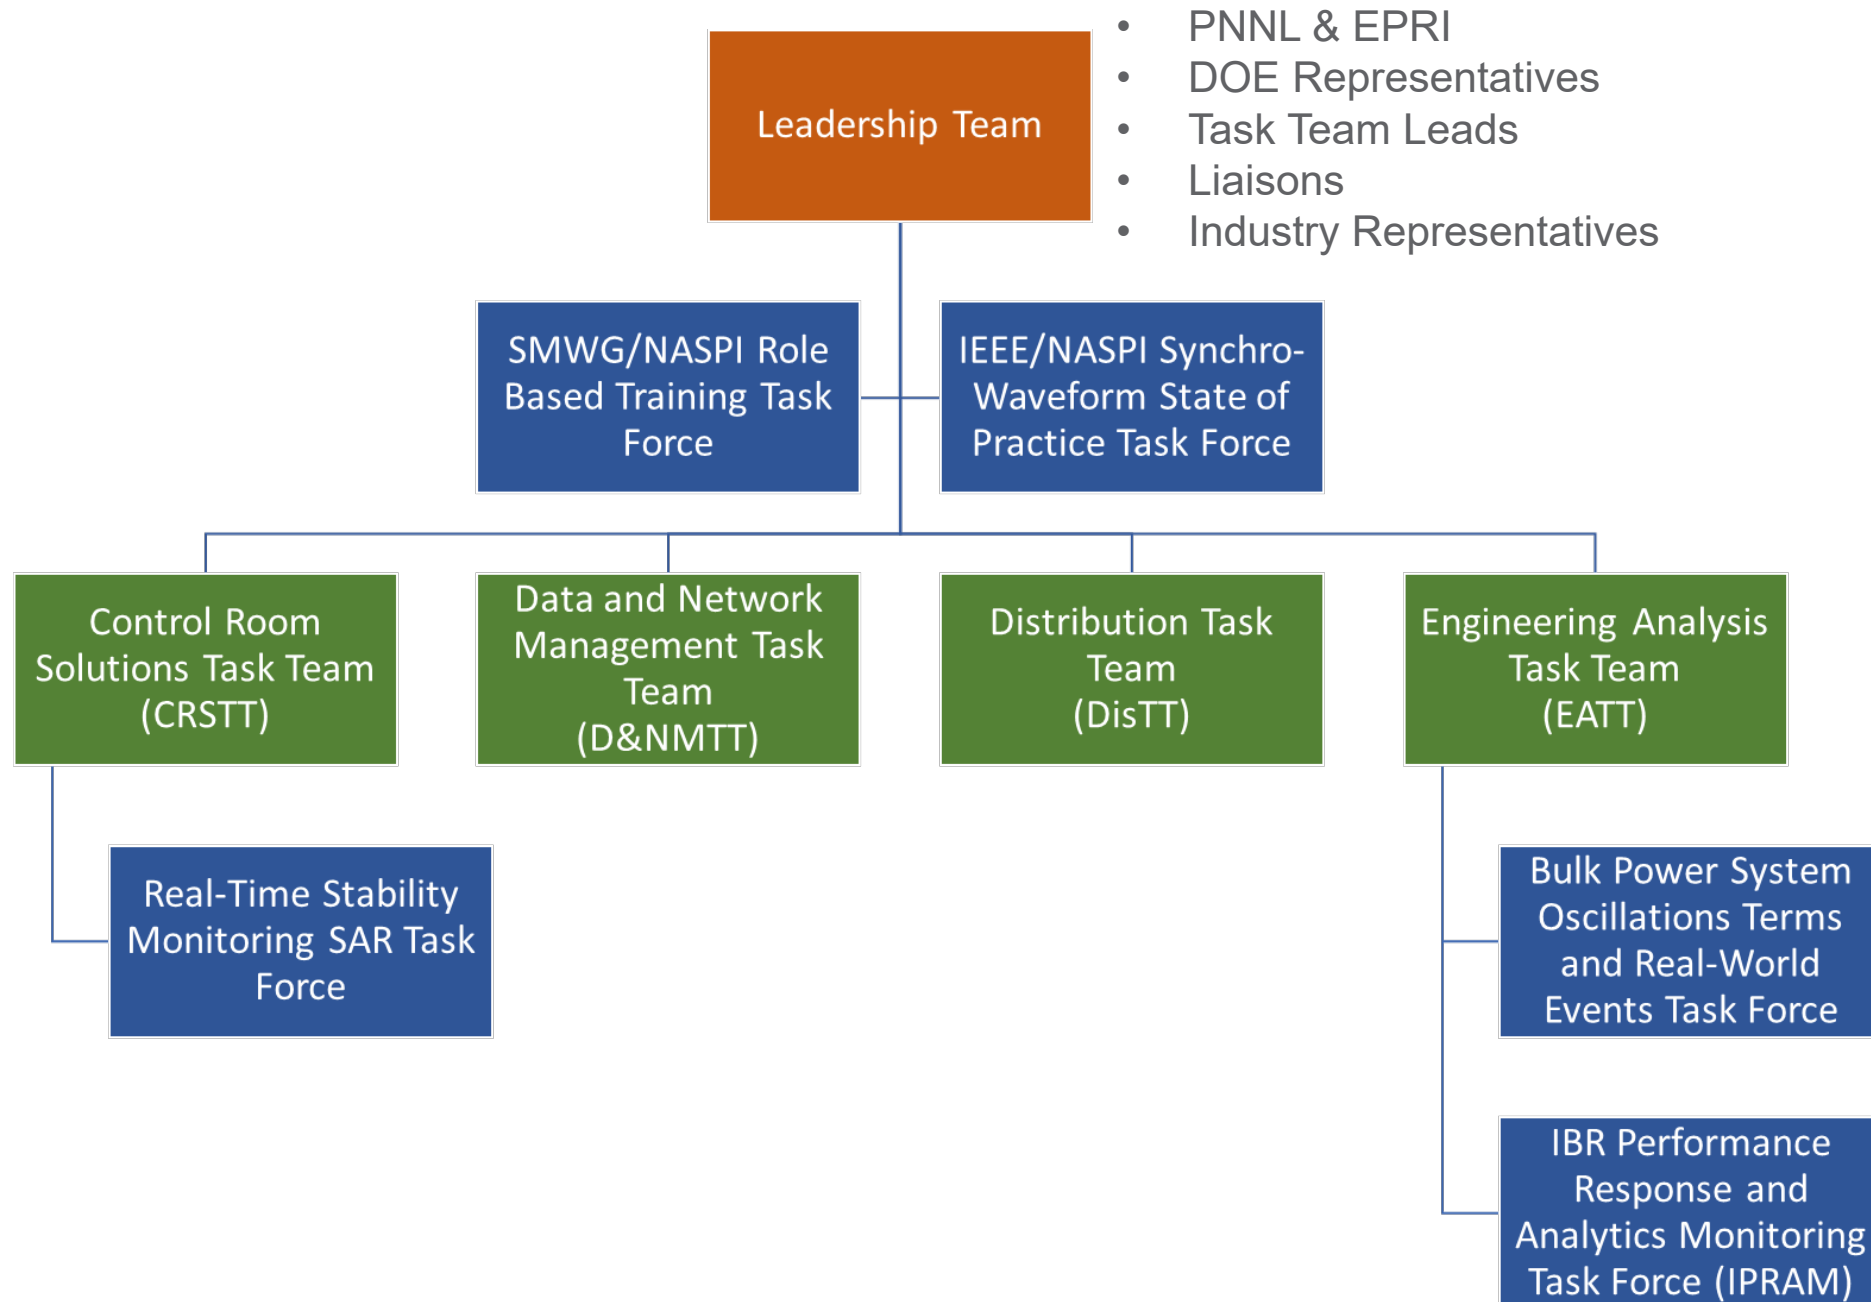 Leadership Team
• PNNL & EPRI
• DOE Representatives
• Task Team Leads
• Liaisons
• Industry Representatives
SMWG/NASPI Role
Based Training Task
Force
IEEE/NASPI Synchro-
Waveform State of
Practice Task Force
Control Room
Solutions Task Team
(CRSTT)
Data and Network
Management Task
Team
(D&NMTT)
Distribution Task
Team
(DisTT)
Engineering Analysis
Task Team
(EATT)
Real-Time Stability
Monitoring SAR Task
Force
Bulk Power System
Oscillations Terms
and Real-World
Events Task Force
IBR Performance
Response and
Analytics Monitoring
Task Force (IPRAM)